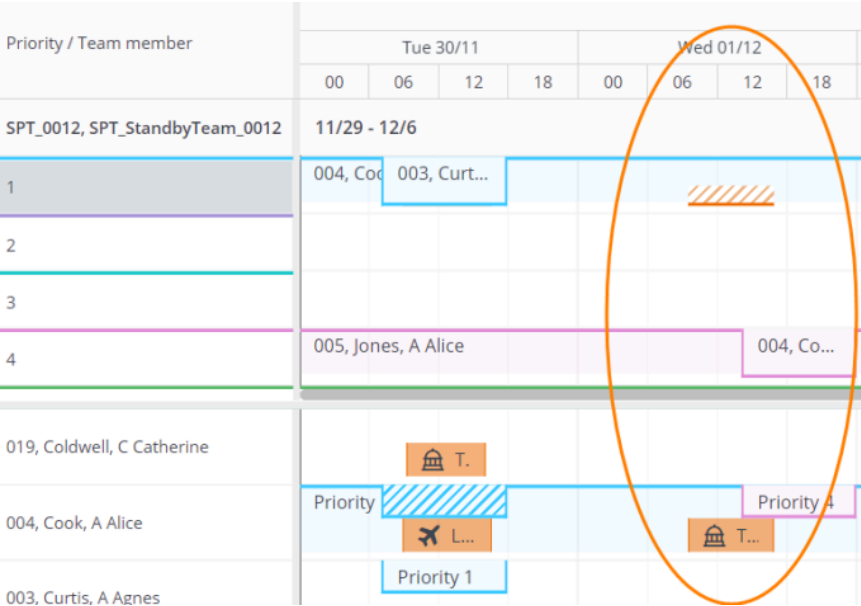 Priority / Team member
Tue 30/11 Wed 01/12
00 06 12 18 00 06 12 18
SPT_0012, SPT_StandbyTeam_0012 11/29 - 12/6
1 004, Coo 003, Curt...
2
3
4 005, Jones, A Alice 004, Co...
019, Coldwell, C Catherine T.
004, Cook, A Alice Priority Priority 4
L... T...
003, Curtis, A Agnes Priority 1